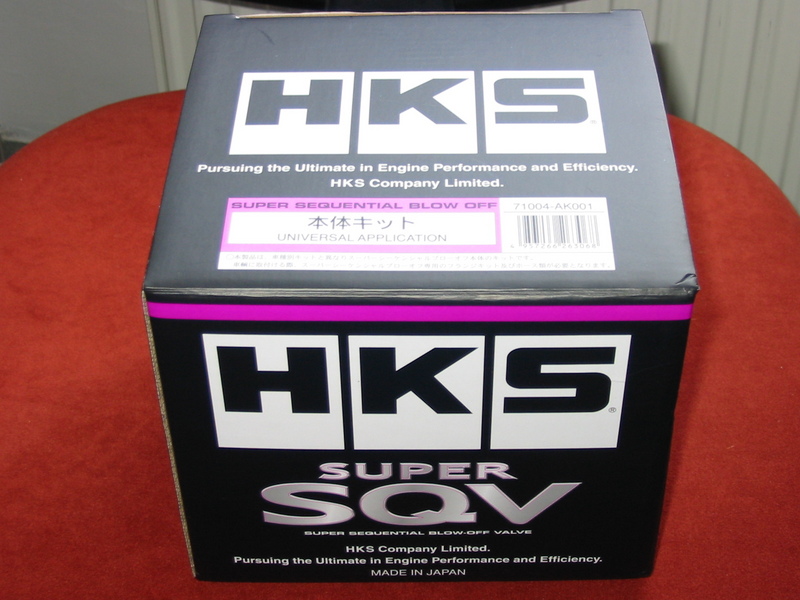 HKS
Pursuing the Ultimate in Engine Performance and Efficiency.
HKS Company Limited.
SUPER SEQUENTIAL BLOW OFF
本体キット
UNIVERSAL APPLICATION
71004-AK001
HKS®
SUPER
SQV
SUPER SEQUENTIAL BLOW-OFF VALVE
HKS Company Limited.
Pursuing the Ultimate in Engine Performance and Efficiency.
MADE IN JAPAN